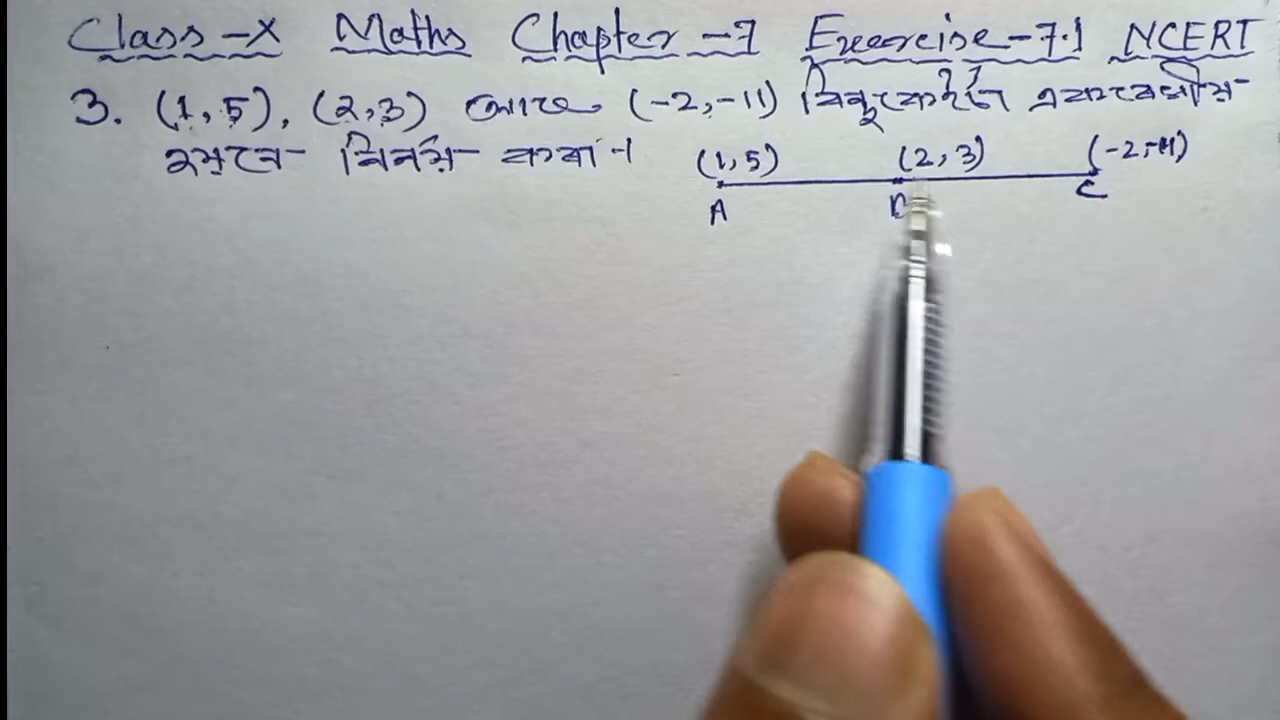 Class-X Maths Chapter-7 Exercise-7.1 NCERT
3. (1,5), (2,3) আৰু (-2,-11) বিন্দুকেইটা একৰেখীয়
হয়নে নিৰ্ণয় কৰা।
(1,5) (2,3) (-2,-11)
A B C